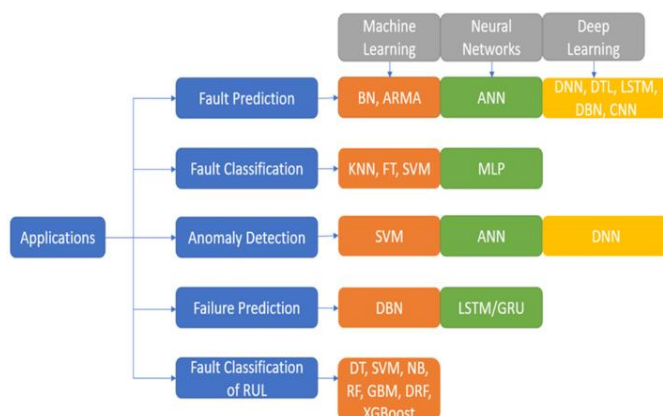 Machine
Learning
Neural
Networks
Deep
Learning
Fault Prediction
BN, ARMA
ANN
DNN, DTL, LSTM,
DBN, CNN
Fault Classification
KNN, FT, SVM
MLP
Applications
Anomaly Detection
SVM
ANN
DNN
Failure Prediction
DBN
LSTM/GRU
Fault Classification
of RUL
DT, SVM, NB,
RF, GBM, DRF,
XGBoost